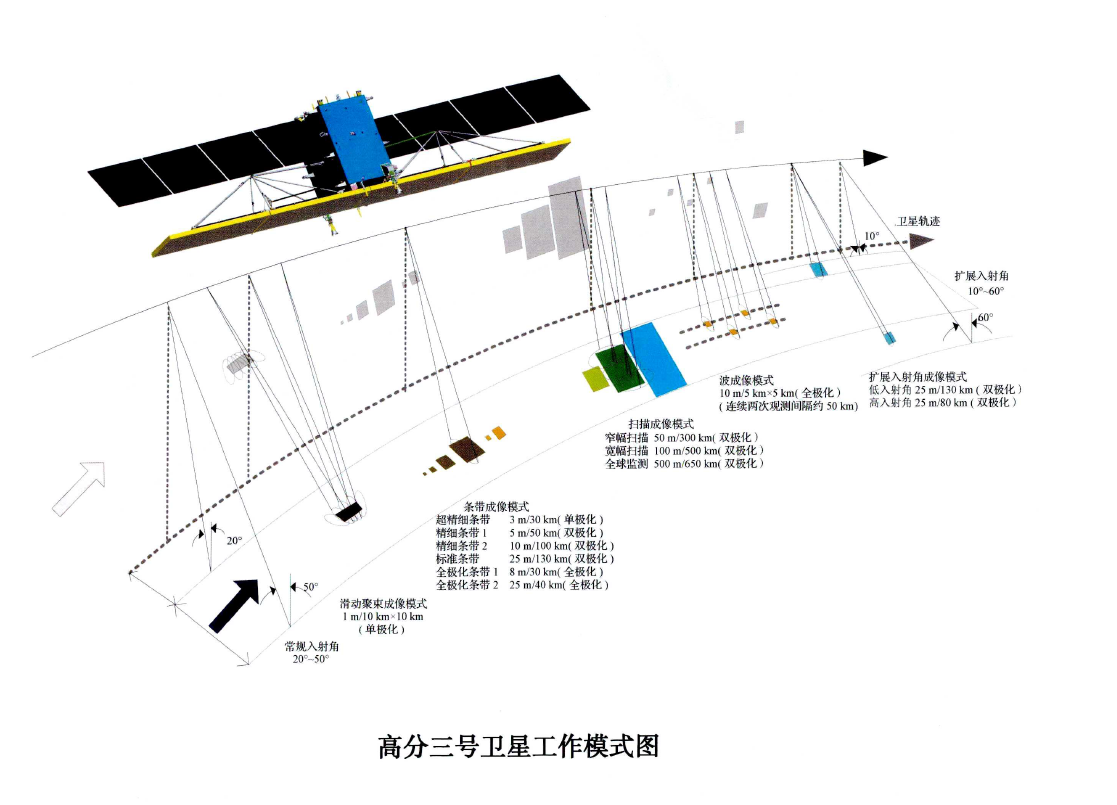 卫星轨迹
10°
扩展入射角
10°~60°
60°
波成像模式
10 m/5 km×5 km( 全极化 )
( 连续两次观测间隔约 50 km)
扩展入射角成像模式
低入射角 25 m/130 km ( 双极化 )
高入射角 25 m/80 km ( 双极化 )
扫描成像模式
窄幅扫描 50 m/300 km( 双极化 )
宽幅扫描 100 m/500 km( 双极化 )
全球监测 500 m/650 km( 双极化 )
条带成像模式
超精细条带 3 m/30 km( 单极化 )
精细条带 1 5 m/50 km( 双极化 )
精细条带 2 10 m/100 km( 双极化 )
标准条带 25 m/130 km( 双极化 )
全极化条带 1 8 m/30 km( 全极化 )
全极化条带 2 25 m/40 km( 全极化 )
20°
50°
滑动聚束成像模式
1 m/10 km×10 km
( 单极化 )
常规入射角
20°~50°
高分三号卫星工作模式图